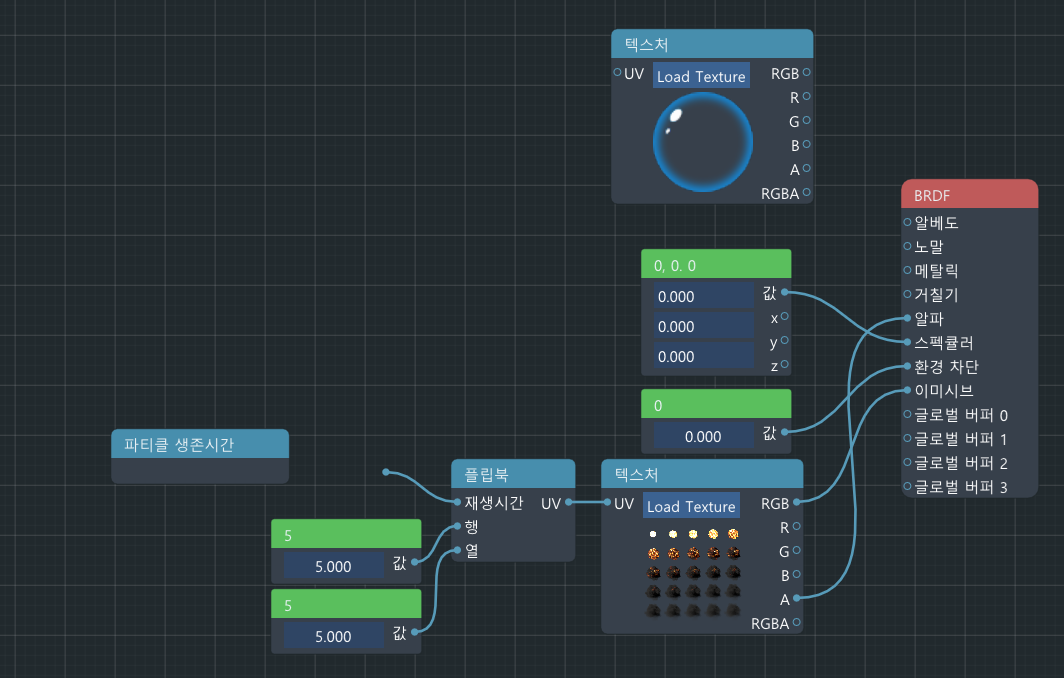 텍스처
UV
Load Texture
RGB
R
G
B
A
RGBA
BRDF
알베도
노말
메탈릭
거칠기
알파
스펙큘러
환경 차단
이미시브
글로벌 버퍼 0
글로벌 버퍼 1
글로벌 버퍼 2
글로벌 버퍼 3
0, 0. 0
0.000
값
0.000
x
y
0.000
z
0
0.000
값
파티클 생존시간
플립북
재생시간
UV
행
열
텍스처
UV
Load Texture
RGB
R
G
B
A
RGBA
5
5.000
값
5
5.000
값